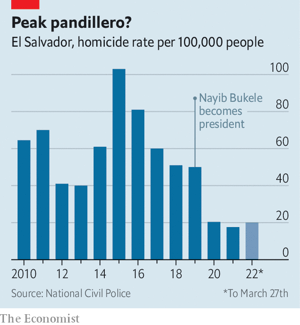 Peak pandillero?
El Salvador, homicide rate per 100,000 people
100
Nayib Bukele
becomes
president
80
60
40
20
0
2010 12 14 16 18 20 22*
Source: National Civil Police *To March 27th
The Economist